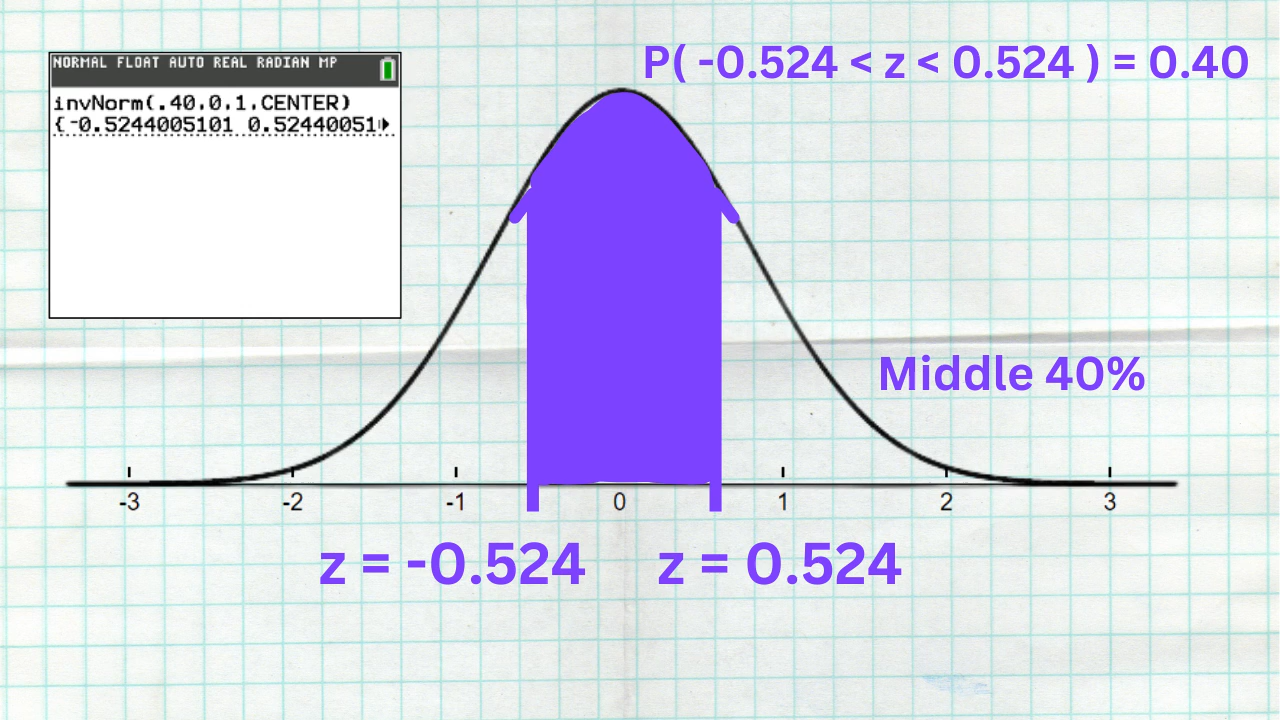 NORMAL FLOAT AUTO REAL RADIAN MP
invNorm(.40,0,1,CENTER)
{-0.5244005101 0.52440051
P( -0.524 < z < 0.524 ) = 0.40
Middle 40%
-3 -2 -1 0 1 2 3
z = -0.524 z = 0.524